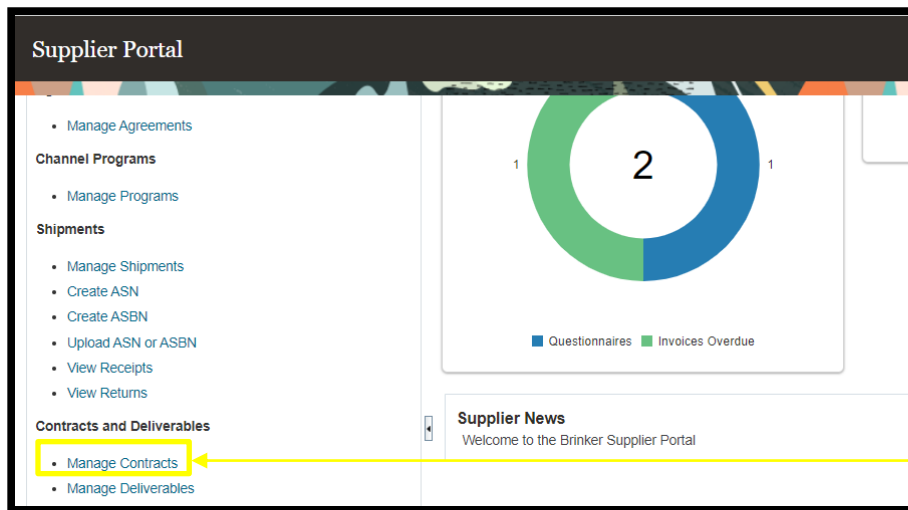 Supplier Portal
Manage Agreements
Channel Programs
Manage Programs
Shipments
Manage Shipments
Create ASN
Create ASBN
Upload ASN or ASBN
View Receipts
View Returns
Contracts and Deliverables
Manage Contracts
Manage Deliverables
1
2
1
Questionnaires Invoices Overdue
Supplier News
Welcome to the Brinker Supplier Portal